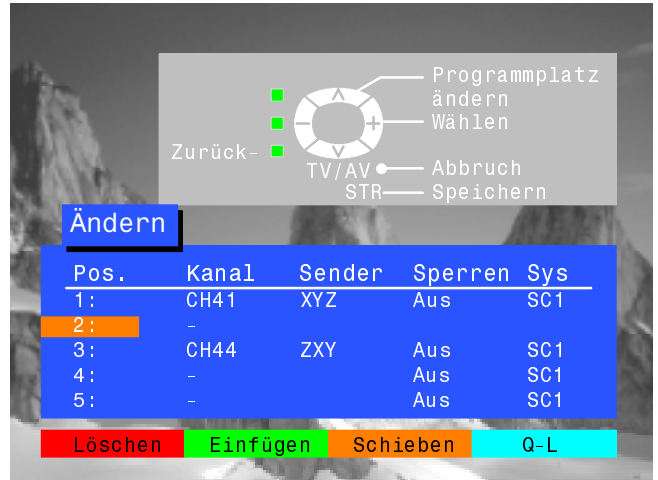 Programmplatz
ändern
Wählen
Zurück-
TV/AV Abbruch
STR Speichern
Ändern
Pos. Kanal Sender Sperren Sys
1: CH41 XYZ Aus SC1
2: -
3: CH44 ZXY Aus SC1
4: - Aus SC1
5: - Aus SC1
Löschen Einfügen Schieben Q-L